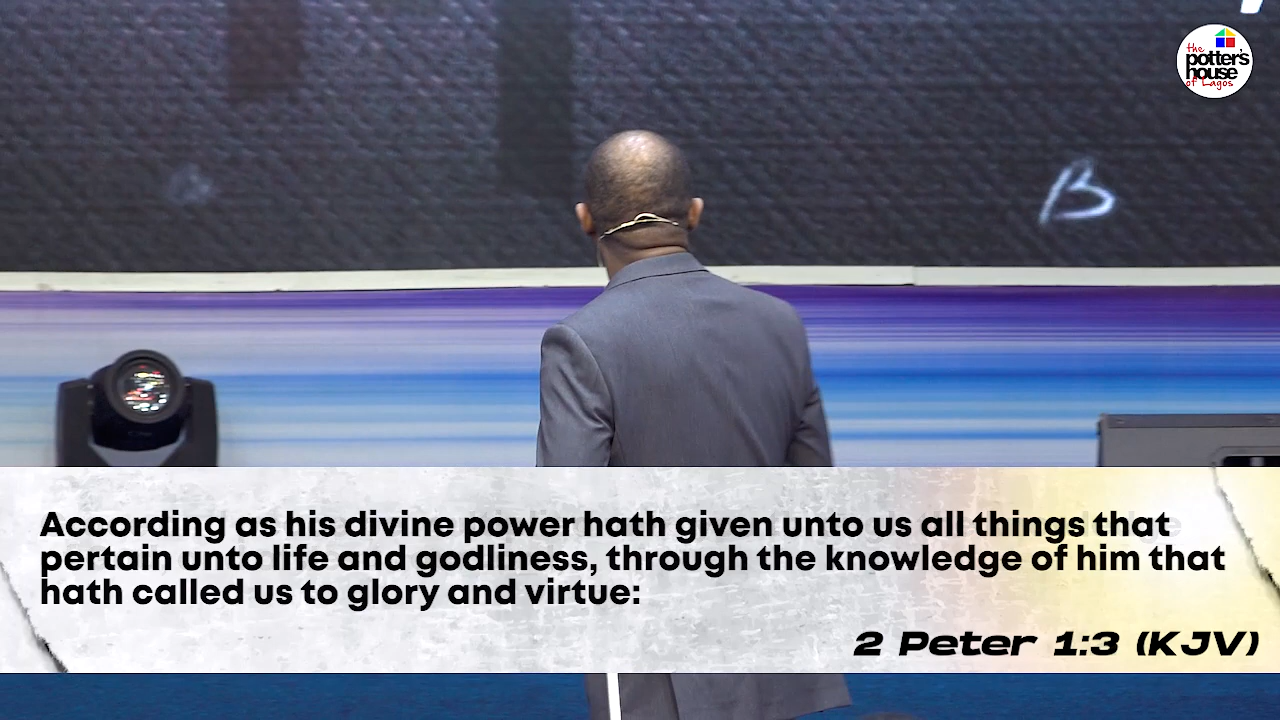 the
potter's
house
of Lagos
B
According as his divine power hath given unto us all things that
pertain unto life and godliness, through the knowledge of him that
hath called us to glory and virtue:
2 Peter 1:3 (KJV)